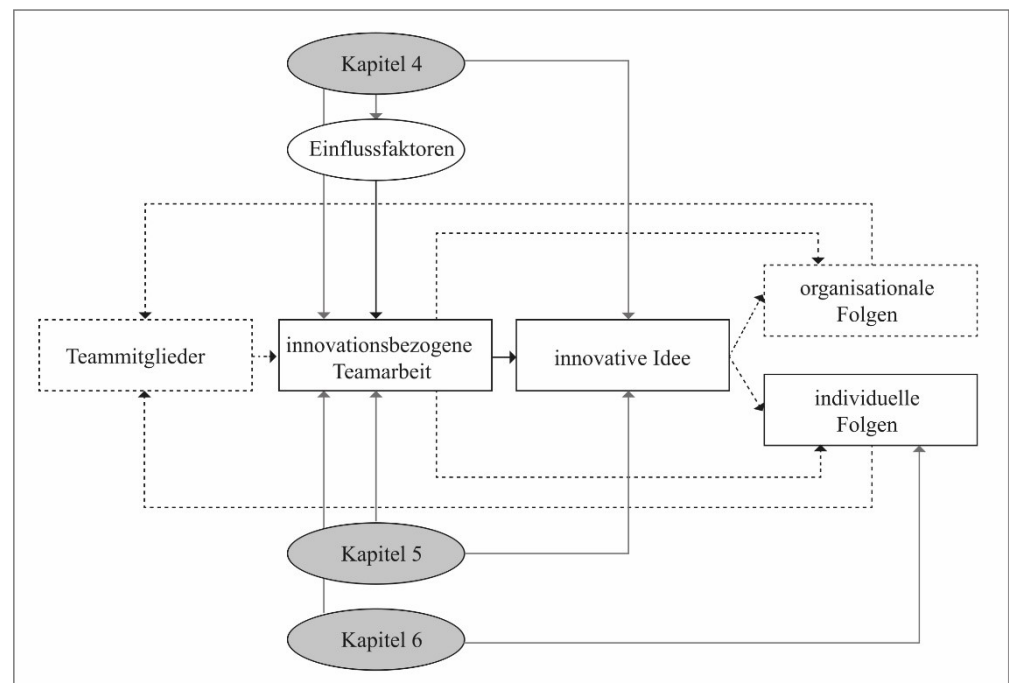 Kapitel 4
Einflussfaktoren
organisationale
Folgen
Teammitglieder
innovationsbezogene
Teamarbeit
innovative Idee
individuelle
Folgen
Kapitel 5
Kapitel 6